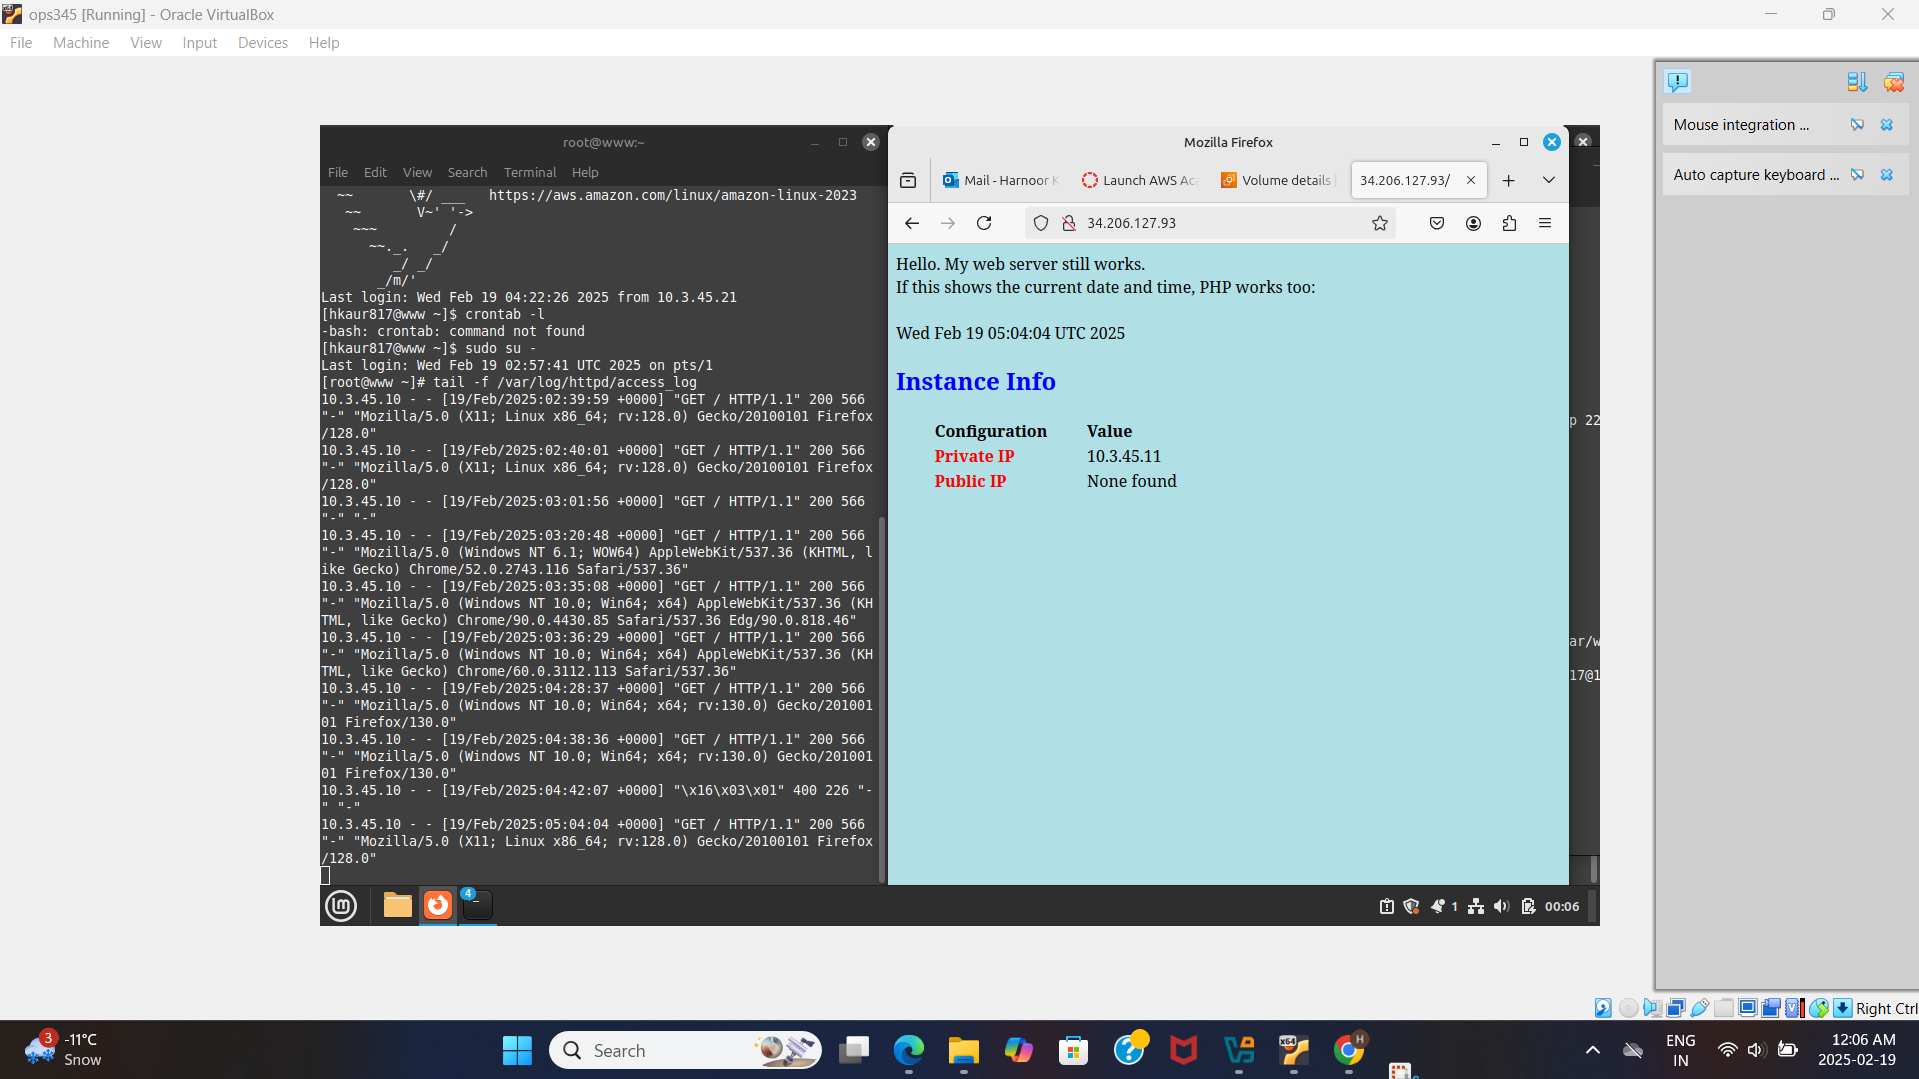 ops345 [Running] - Oracle VirtualBox
File Machine View Input Devices Help
Mouse integration ...
Auto capture keyboard ...
root@www:~
File Edit View Search Terminal Help
~~ \#/ ___ https://aws.amazon.com/linux/amazon-linux-2023
~~ V~' '->
~~~ /
~~._. _/
_/ _/
_/m/'
Last login: Wed Feb 19 04:22:26 2025 from 10.3.45.21
[hkaur817@www ~]$ crontab -l
-bash: crontab: command not found
[hkaur817@www ~]$ sudo su -
Last login: Wed Feb 19 02:57:41 UTC 2025 on pts/1
[root@www ~]# tail -f /var/log/httpd/access_log
10.3.45.10 - - [19/Feb/2025:02:39:59 +0000] "GET / HTTP/1.1" 200 566
"-" "Mozilla/5.0 (X11; Linux x86_64; rv:128.0) Gecko/20100101 Firefox
/128.0"
10.3.45.10 - - [19/Feb/2025:02:40:01 +0000] "GET / HTTP/1.1" 200 566
"-" "Mozilla/5.0 (X11; Linux x86_64; rv:128.0) Gecko/20100101 Firefox
/128.0"
10.3.45.10 - - [19/Feb/2025:03:01:56 +0000] "GET / HTTP/1.1" 200 566
"-" "-"
10.3.45.10 - - [19/Feb/2025:03:20:48 +0000] "GET / HTTP/1.1" 200 566
"-" "Mozilla/5.0 (Windows NT 6.1; WOW64) AppleWebKit/537.36 (KHTML, l
ike Gecko) Chrome/52.0.2743.116 Safari/537.36"
10.3.45.10 - - [19/Feb/2025:03:35:08 +0000] "GET / HTTP/1.1" 200 566
"-" "Mozilla/5.0 (Windows NT 10.0; Win64; x64) AppleWebKit/537.36 (KH
TML, like Gecko) Chrome/90.0.4430.85 Safari/537.36 Edg/90.0.818.46"
10.3.45.10 - - [19/Feb/2025:03:36:29 +0000] "GET / HTTP/1.1" 200 566
"-" "Mozilla/5.0 (Windows NT 10.0; Win64; x64) AppleWebKit/537.36 (KH
TML, like Gecko) Chrome/60.0.3112.113 Safari/537.36"
10.3.45.10 - - [19/Feb/2025:04:28:37 +0000] "GET / HTTP/1.1" 200 566
"-" "Mozilla/5.0 (Windows NT 10.0; Win64; x64; rv:130.0) Gecko/201001
01 Firefox/130.0"
10.3.45.10 - - [19/Feb/2025:04:38:36 +0000] "GET / HTTP/1.1" 200 566
"-" "Mozilla/5.0 (Windows NT 10.0; Win64; x64; rv:130.0) Gecko/201001
01 Firefox/130.0"
10.3.45.10 - - [19/Feb/2025:04:42:07 +0000] "\x16\x03\x01" 400 226 "-
" "-"
10.3.45.10 - - [19/Feb/2025:05:04:04 +0000] "GET / HTTP/1.1" 200 566
"-" "Mozilla/5.0 (X11; Linux x86_64; rv:128.0) Gecko/20100101 Firefox
/128.0"
Mozilla Firefox
Mail - Harnoor K
Launch AWS Aca
Volume details
34.206.127.93/
34.206.127.93
Hello. My web server still works.
If this shows the current date and time, PHP works too:
Wed Feb 19 05:04:04 UTC 2025
Instance Info
Configuration Value
Private IP 10.3.45.11
Public IP None found
p 22
ar/w
17@1
4
1 00:06
Right Ctrl
3
-11°C
Snow
Search
x64
H
ENG
IN
12:06 AM
2025-02-19